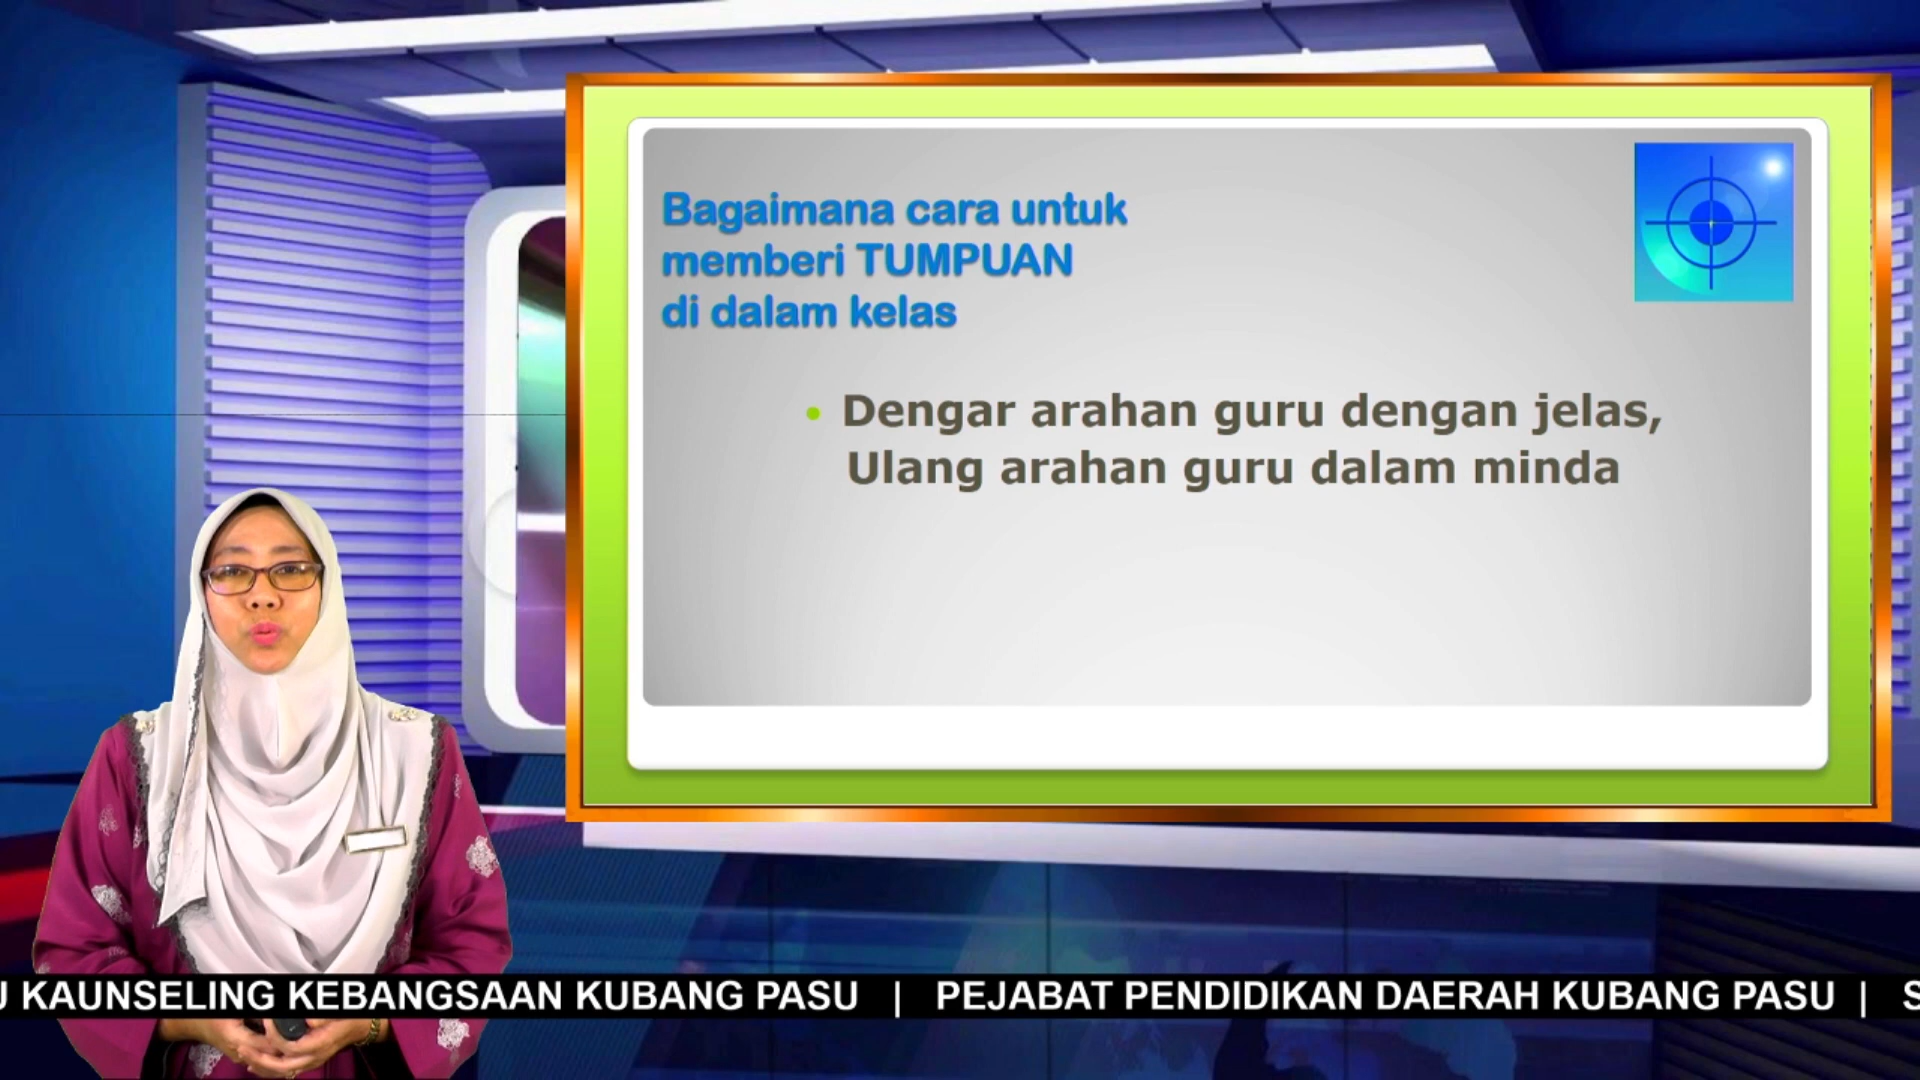 Bagaimana cara untuk
memberi TUMPUAN
di dalam kelas
• Dengar arahan guru dengan jelas,
Ulang arahan guru dalam minda
KAUNSELING KEBANGSAAN KUBANG PASU | PEJABAT PENDIDIKAN DAERAH KUBANG PASU |